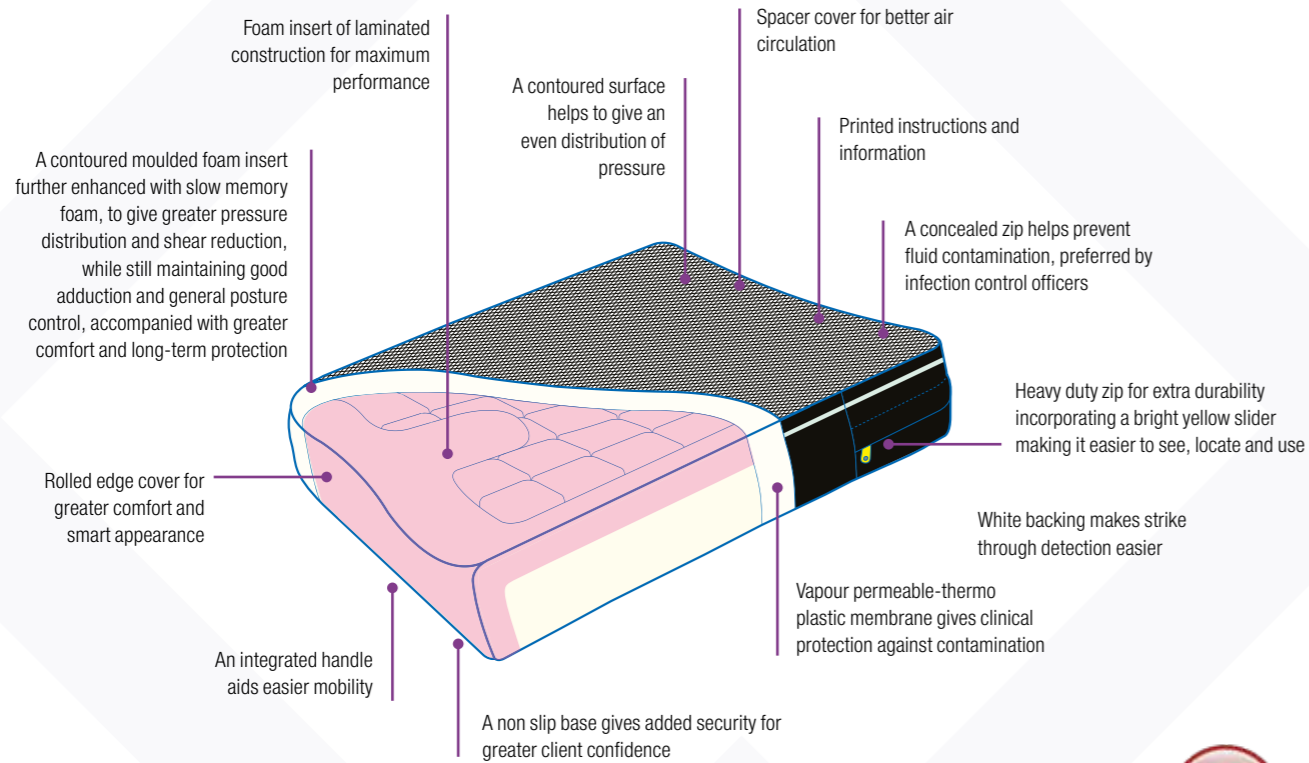 Foam insert of laminated
construction for maximum
performance
Spacer cover for better air
circulation
A contoured surface
helps to give an
even distribution of
pressure
Printed instructions and
information
A contoured moulded foam insert
further enhanced with slow memory
foam, to give greater pressure
distribution and shear reduction,
while still maintaining good
adduction and general posture
control, accompanied with greater
comfort and long-term protection
A concealed zip helps prevent
fluid contamination, preferred by
infection control officers
Heavy duty zip for extra durability
incorporating a bright yellow slider
making it easier to see, locate and use
Rolled edge cover for
greater comfort and
smart appearance
White backing makes strike
through detection easier
Vapour permeable-thermo
plastic membrane gives clinical
protection against contamination
An integrated handle
aids easier mobility
A non slip base gives added security for
greater client confidence